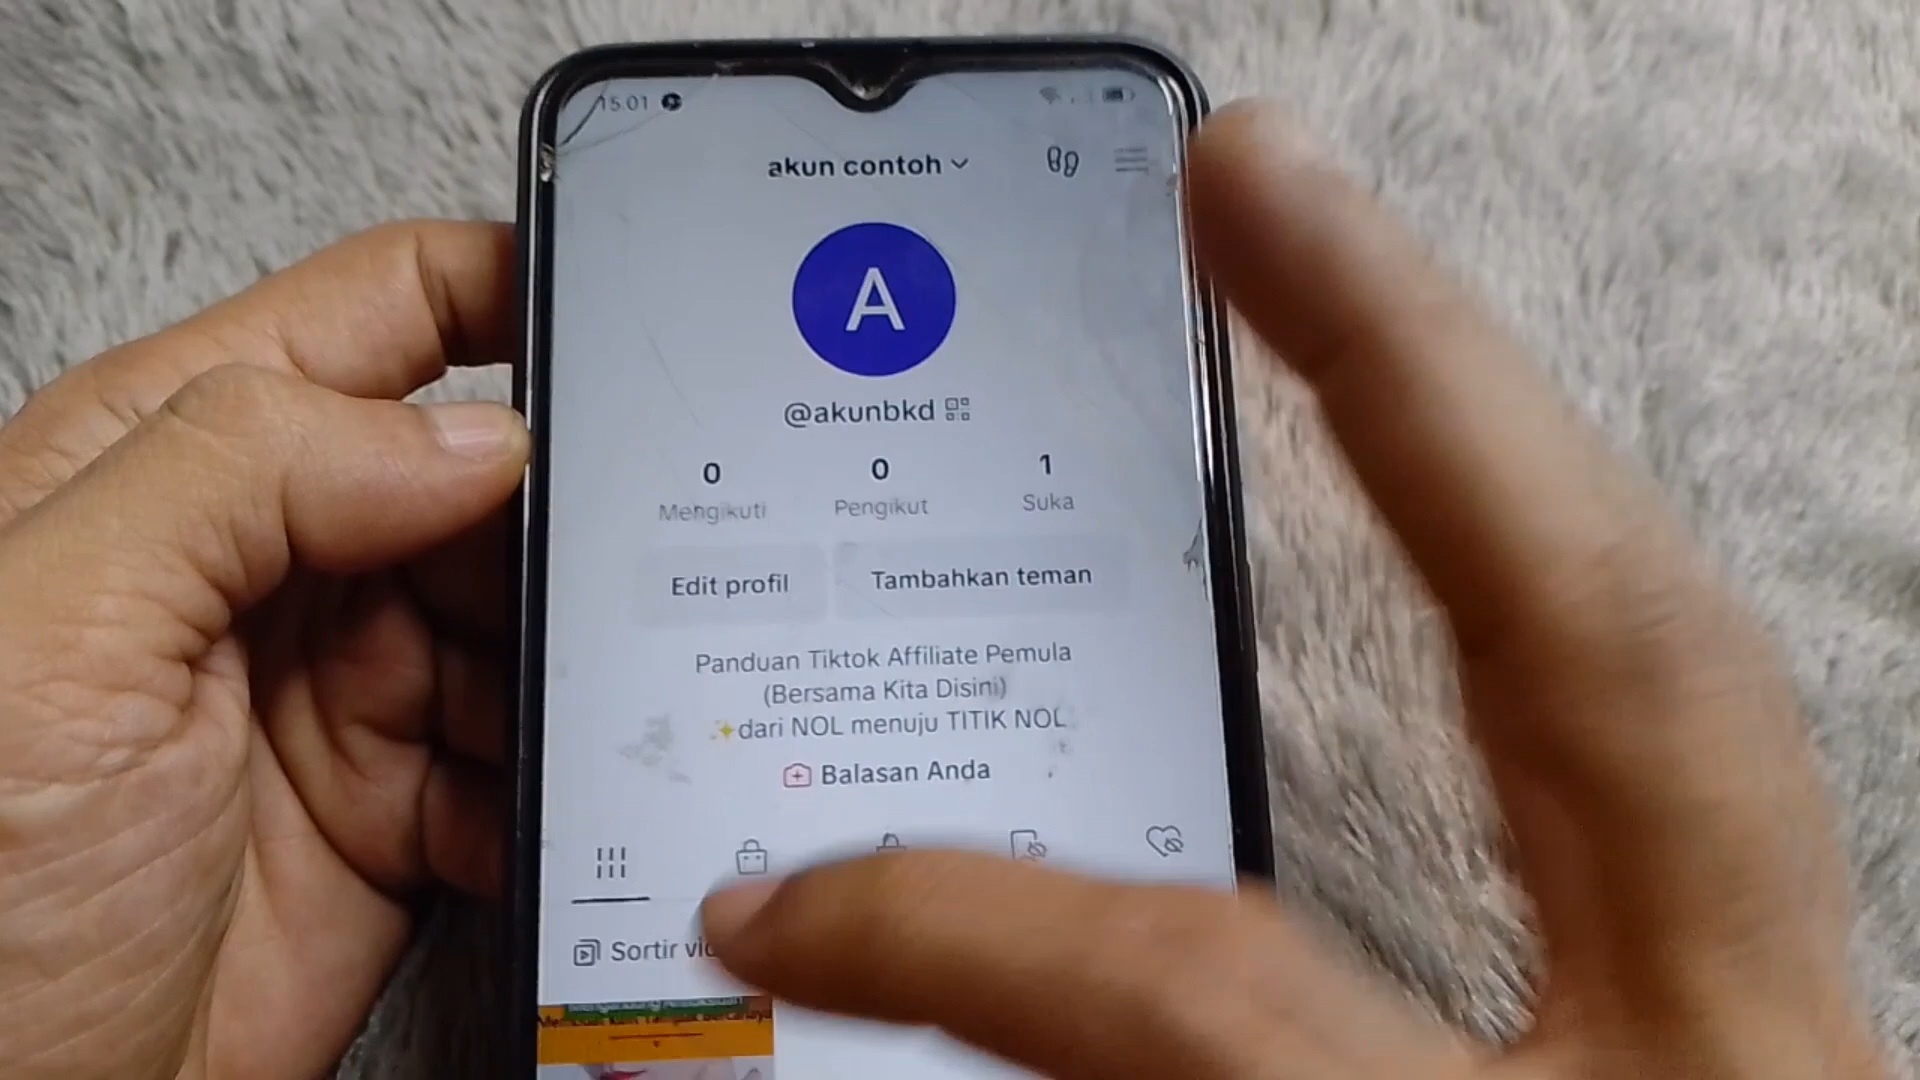 15.01
akun contoh
A
@akunbkd
0 0 1
Mengikuti Pengikut Suka
Edit profil Tambahkan teman
Panduan Tiktok Affiliate Pemula
(Bersama Kita Disini)
✨dari NOL menuju TITIK NOL
Balasan Anda
Sortir